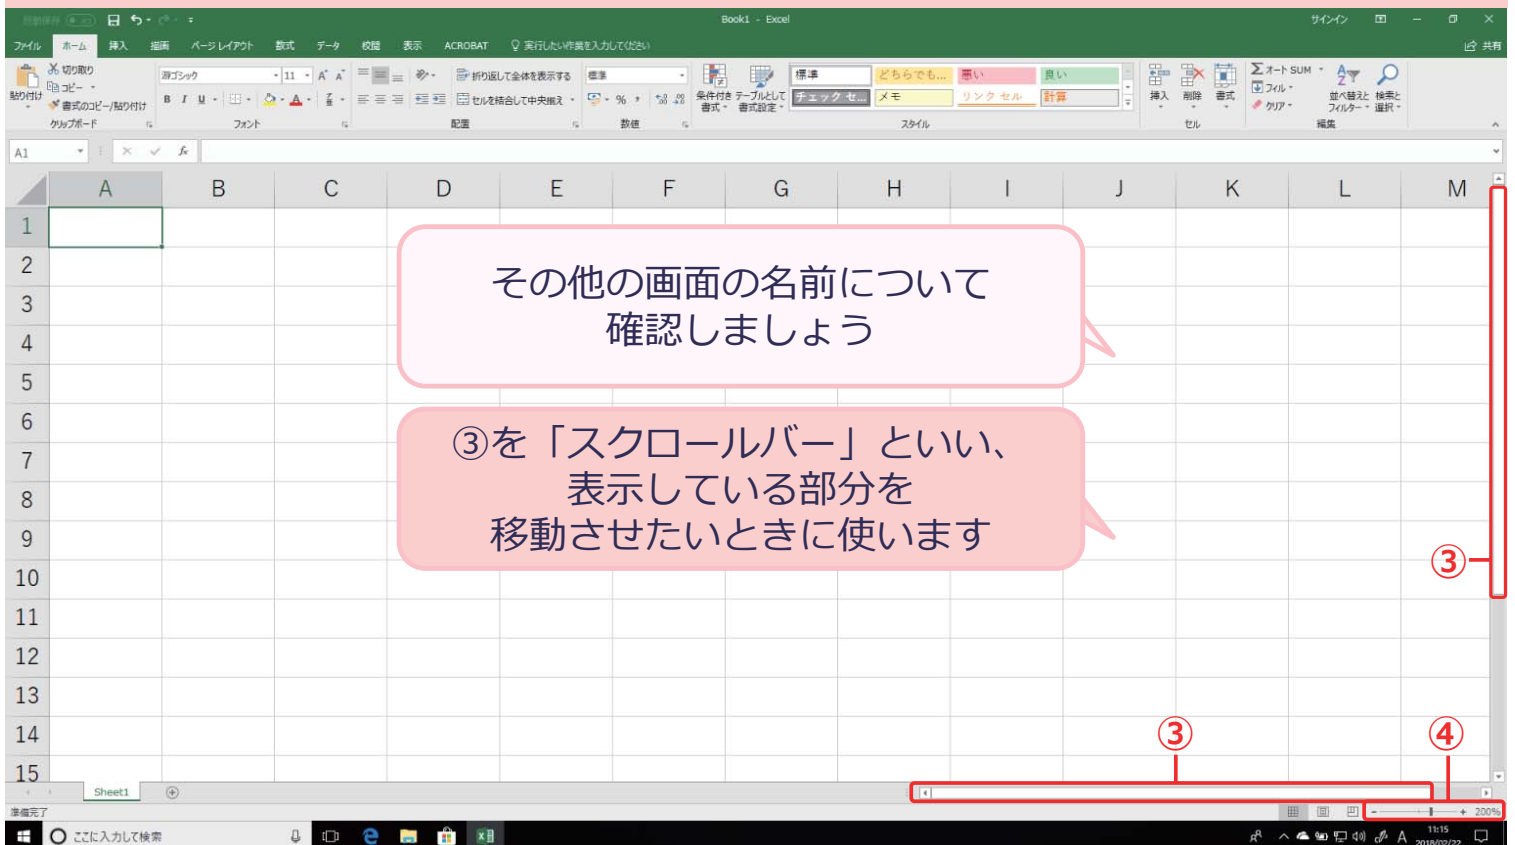 自動保存
Book1 - Excel
サインイン
ファイル ホーム 挿入 描画 ページ レイアウト 数式 データ 校閲 表示 ACROBAT 実行したい作業を入力してください 共有
貼り付け
切り取り
コピー
書式のコピー/貼り付け
クリップボード
游ゴシック 11
B I U
フォント
折り返して全体を表示する
セルを結合して中央揃え
配置
標準
%
数値
条件付き
書式
テーブルとして
書式設定
標準 どちらでも... 悪い 良い
チェック セ... メモ リンク セル 計算
スタイル
挿入 削除 書式
セル
オート SUM
フィル
クリア
並べ替えと
フィルター
検索と
選択
編集
A1 fx
A B C D E F G H I J K L M
1
2
3
4
5
6
7
8
9
10
11
12
13
14
15
その他の画面の名前について
確認しましょう
③を「スクロールバー」といい、
表示している部分を
移動させたいときに使います
③
③
④
Sheet1
準備完了
- + 200%
ここに入力して検索
A
11:15
2018/02/22